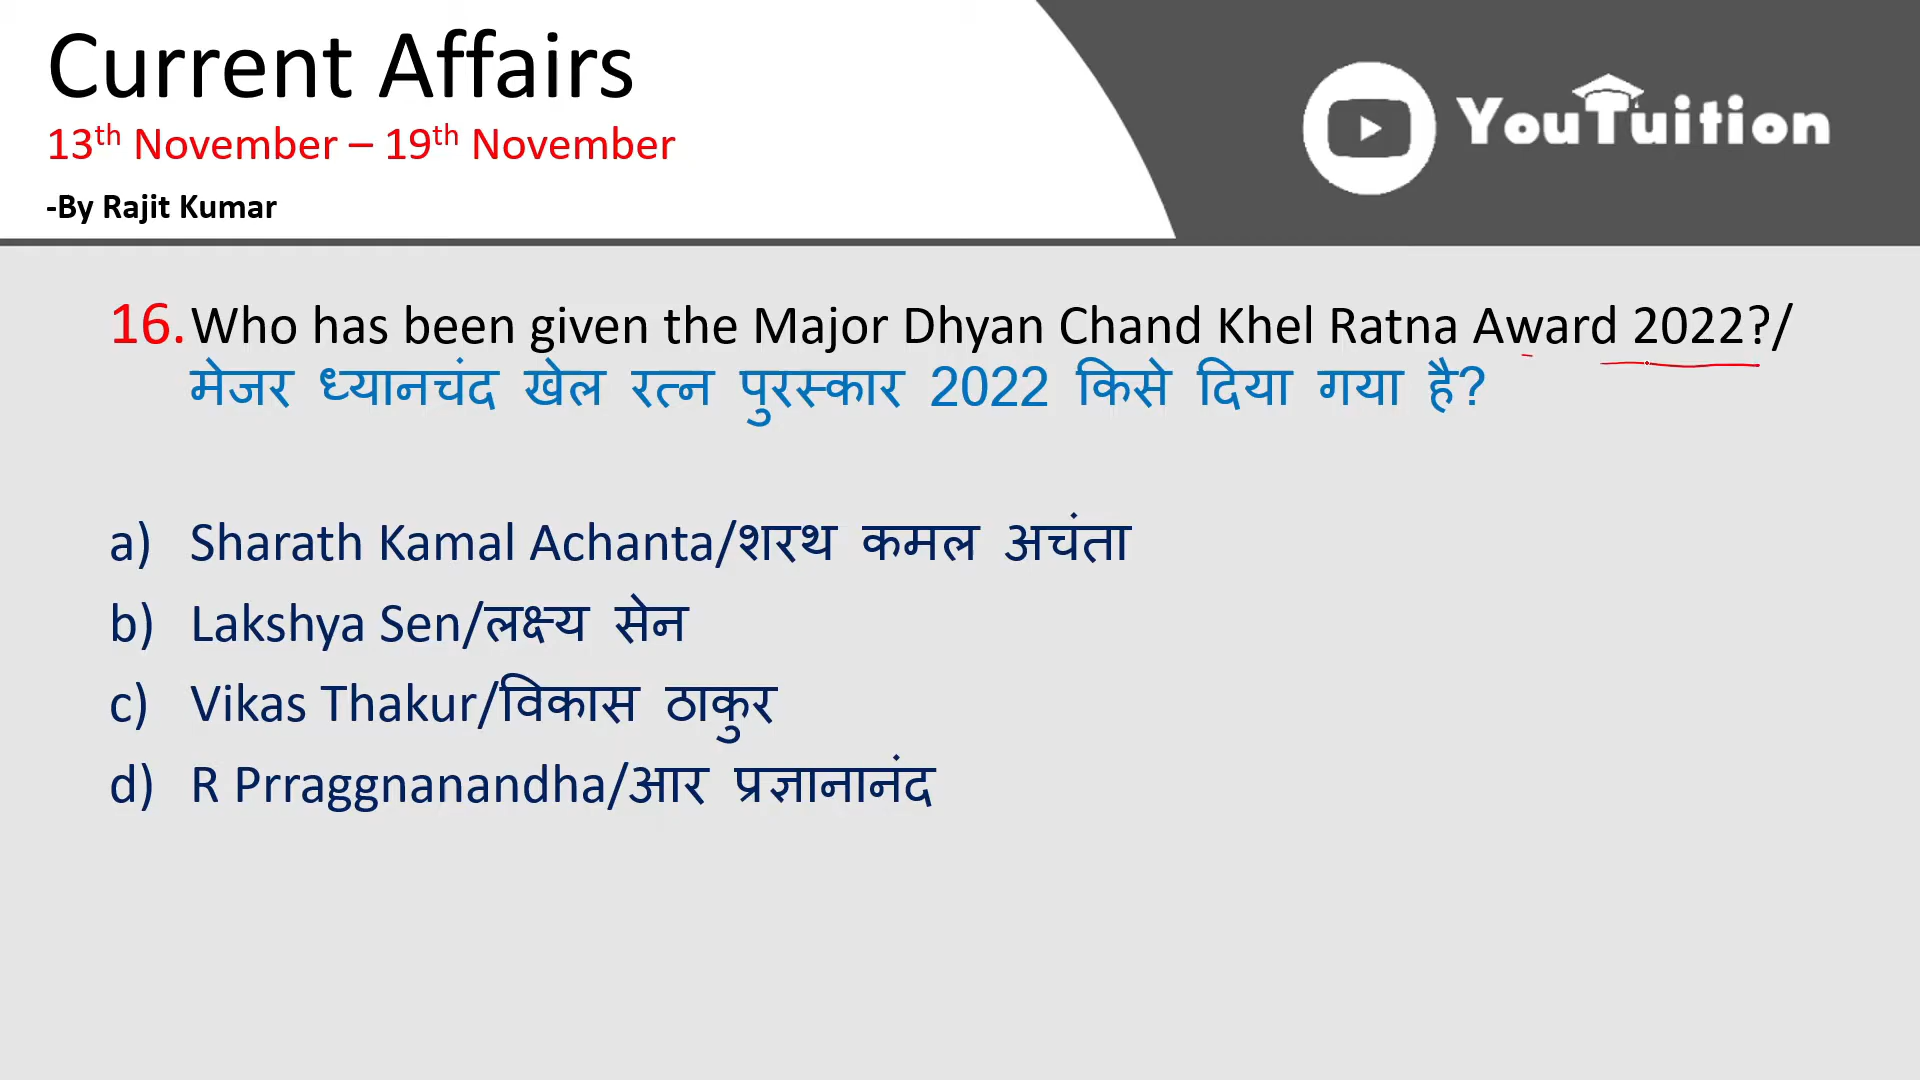 Current Affairs
13th November – 19th November
-By Rajit Kumar
YouTuition
16. Who has been given the Major Dhyan Chand Khel Ratna Award 2022?/
मेजर ध्यानचंद खेल रत्न पुरस्कार 2022 किसे दिया गया है?
a) Sharath Kamal Achanta/शरथ कमल अचंता
b) Lakshya Sen/लक्ष्य सेन
c) Vikas Thakur/विकास ठाकुर
d) R Prraggnanandha/आर प्रज्ञानानंद